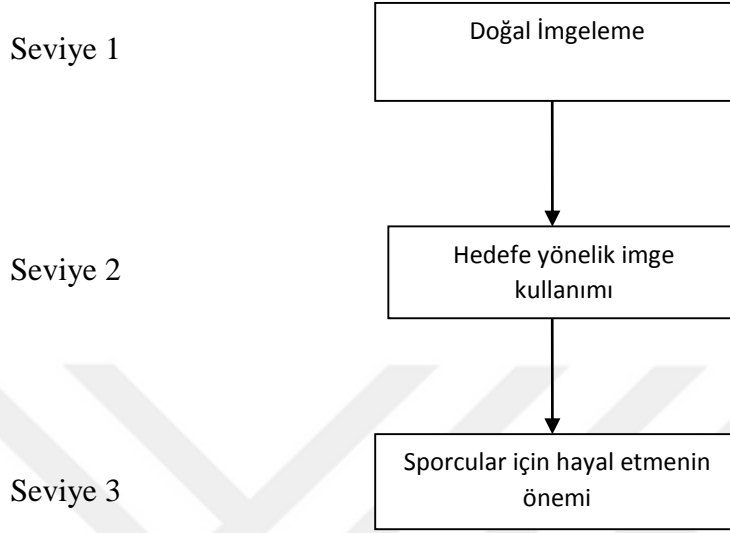 Seviye 1
Doğal İmgeleme
Seviye 2
Hedefe yönelik imge
kullanımı
Seviye 3
Sporcular için hayal etmenin
önemi